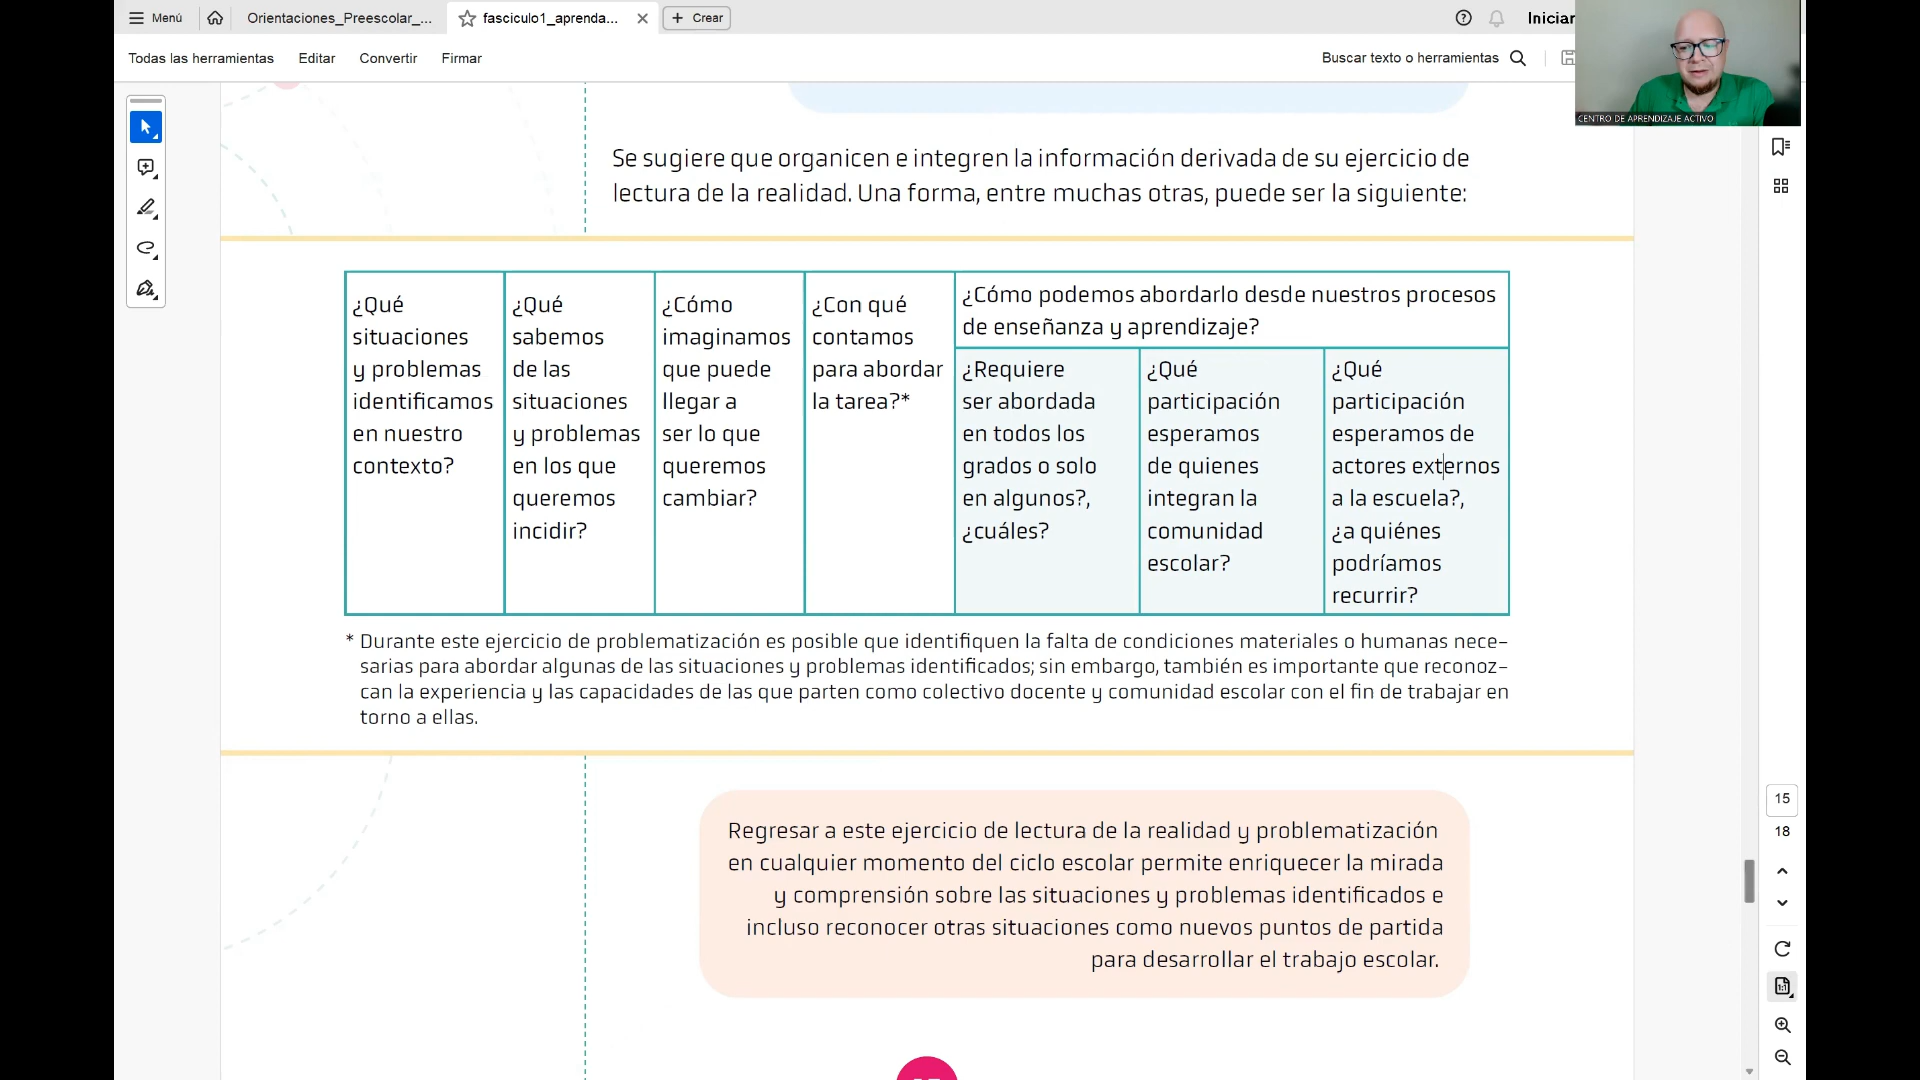 Menú
Orientaciones_Preescolar_...
fasciculo1_aprenda...
Crear
Iniciar
Todas las herramientas
Editar
Convertir
Firmar
Buscar texto o herramientas
CENTRO DE APRENDIZAJE ACTIVO
Se sugiere que organicen e integren la información derivada de su ejercicio de
lectura de la realidad. Una forma, entre muchas otras, puede ser la siguiente:
¿Qué
situaciones
y problemas
identificamos
en nuestro
contexto?
¿Qué
sabemos
de las
situaciones
y problemas
en los que
queremos
incidir?
¿Cómo
imaginamos
que puede
llegar a
ser lo que
queremos
cambiar?
¿Con qué
contamos
para abordar
la tarea?*
¿Cómo podemos abordarlo desde nuestros procesos
de enseñanza y aprendizaje?
¿Requiere
ser abordada
en todos los
grados o solo
en algunos?,
¿cuáles?
¿Qué
participación
esperamos
de quienes
integran la
comunidad
escolar?
¿Qué
participación
esperamos de
actores externos
a la escuela?,
¿a quiénes
podríamos
recurrir?
* Durante este ejercicio de problematización es posible que identifiquen la falta de condiciones materiales o humanas nece-
sarias para abordar algunas de las situaciones y problemas identificados; sin embargo, también es importante que reconoz-
can la experiencia y las capacidades de las que parten como colectivo docente y comunidad escolar con el fin de trabajar en
torno a ellas.
Regresar a este ejercicio de lectura de la realidad y problematización
en cualquier momento del ciclo escolar permite enriquecer la mirada
y comprensión sobre las situaciones y problemas identificados e
incluso reconocer otras situaciones como nuevos puntos de partida
para desarrollar el trabajo escolar.
15
18
1:1